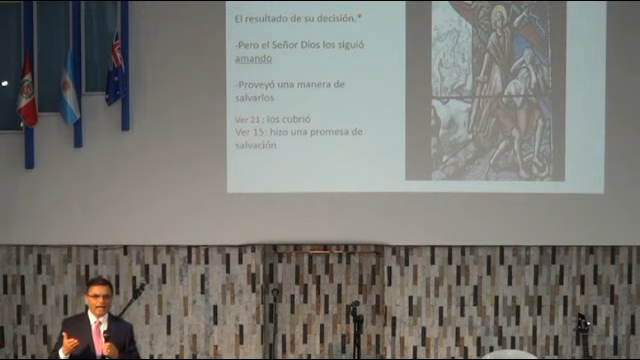 El resultado de su decisión.*
-Pero el Señor Dios los siguió
amando
-Proveyó una manera de
salvarlos
Ver 21 : los cubrió
Ver 15: hizo una promesa de
salvación